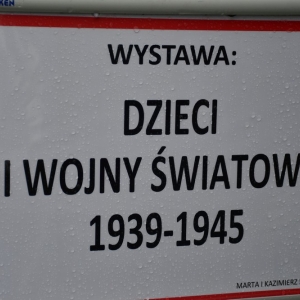 WYSTAWA:
DZIECI
I WOJNY ŚWIATOW
1939-1945
MARTA I KAZIMIERZ